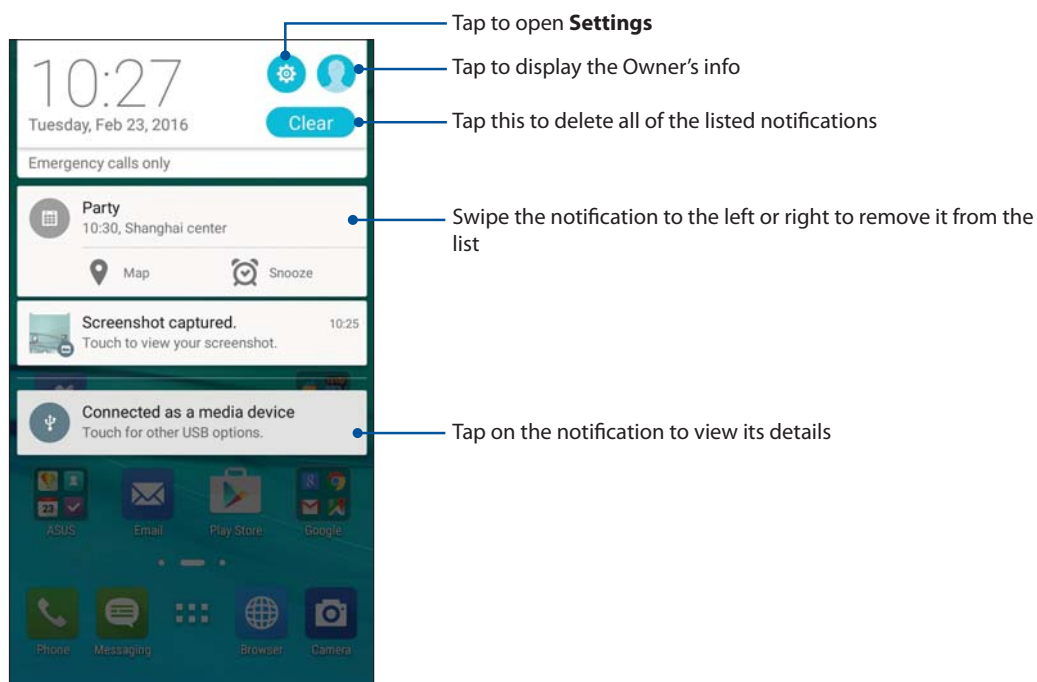 Tap to open Settings
10:27
Tap to display the Owner's info
Tuesday, Feb 23, 2016
Clear
Tap this to delete all of the listed notifications
Emergency calls only
Party
10:30, Shanghai center
Swipe the notification to the left or right to remove it from the
list
Map
Snooze
Screenshot captured.
10:25
Touch to view your screenshot.
Connected as a media device
Touch for other USB options.
Tap on the notification to view its details
23
8
ASUS
Email
Play Store
Google
Phone
Messaging
Browser
Camera